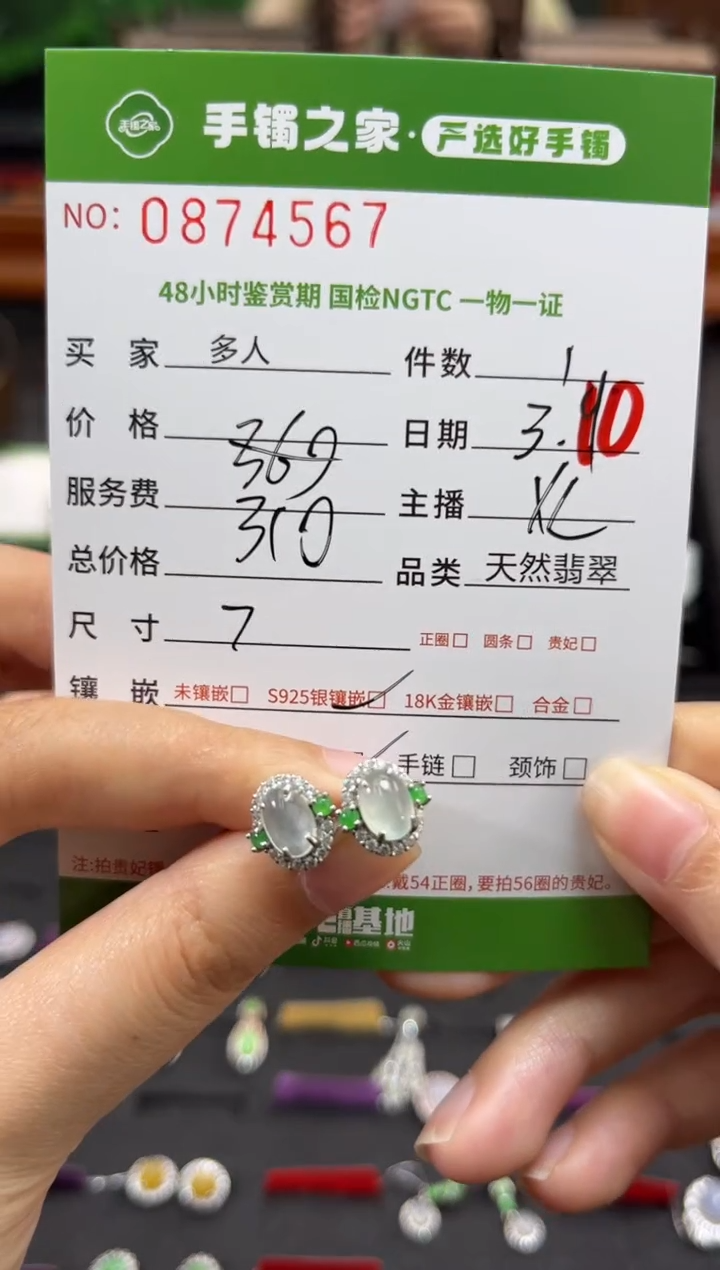 手镯之家·严选好手镯
NO: 0874567
48小时鉴赏期 国检NGTC 一物一证
买 家 多人 件数 1
价 格 369 日期 3.10
服务费 310 主播 XL
总价格 品类 天然翡翠
尺 寸 7 正圈□ 圆条□ 贵妃□
镶 嵌 未镶嵌□ S925银镶嵌□ 18K金镶嵌□ 合金□
手链□ 颈饰□
注:拍贵妃镯 戴54正圈,要拍56圈的贵妃。
基地